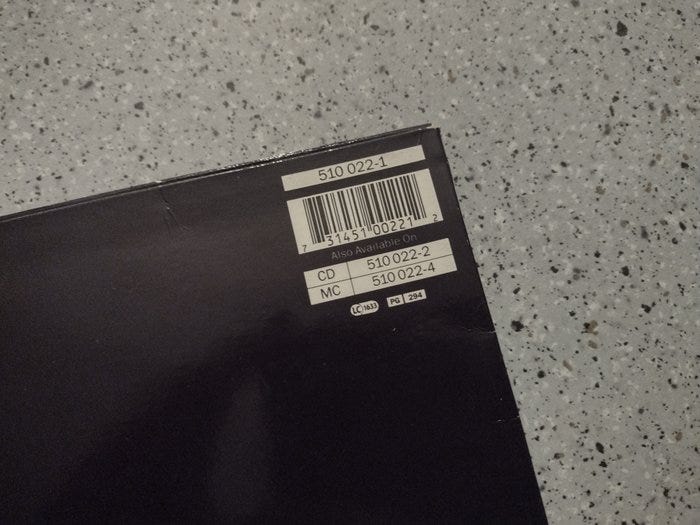 510 022-1
7 31451 00221 2
Also Available On
CD 510 022-2
MC 510 022-4
LC 1633 PG 294